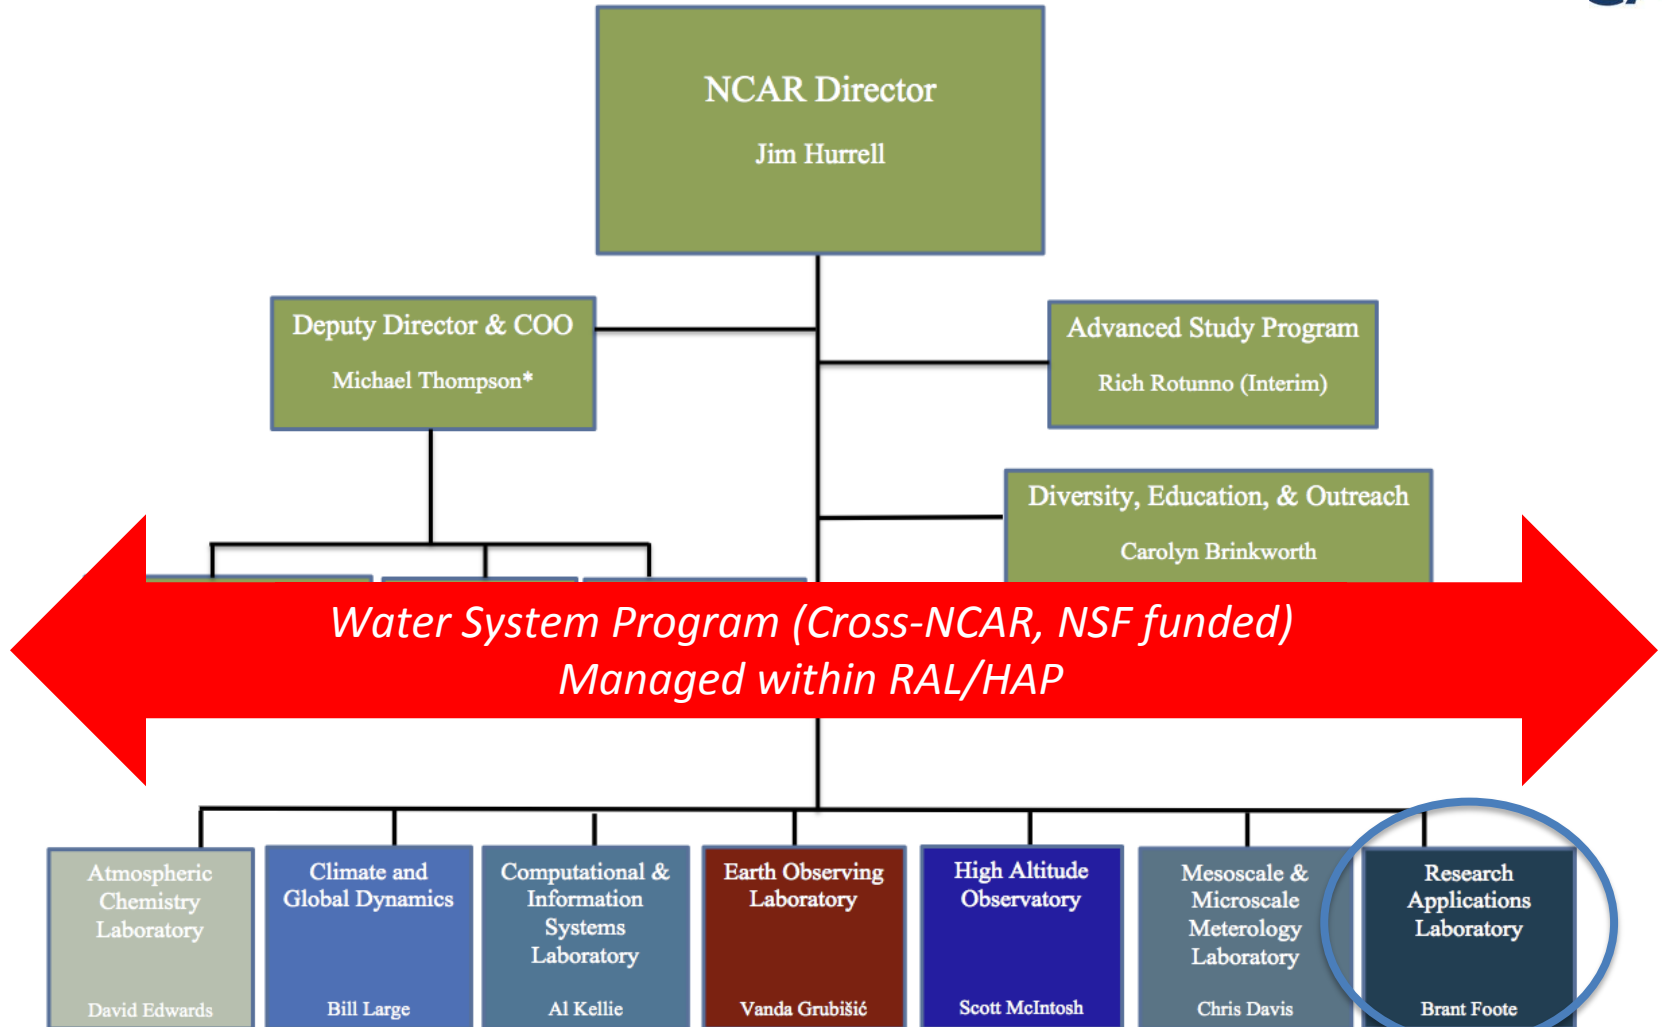 NCAR Director
Jim Hurrell
Deputy Director & COO
Michael Thompson*
Advanced Study Program
Rich Rotunno (Interim)
Diversity, Education, & Outreach
Carolyn Brinkworth
Water System Program (Cross-NCAR, NSF funded)
Managed within RAL/HAP
Atmospheric
Chemistry
Laboratory
David Edwards
Climate and
Global Dynamics
Bill Large
Computational &
Information
Systems
Laboratory
Al Kellie
Earth Observing
Laboratory
Vanda Grubišić
High Altitude
Observatory
Scott McIntosh
Mesoscale &
Microscale
Meterology
Laboratory
Chris Davis
Research
Applications
Laboratory
Brant Foote